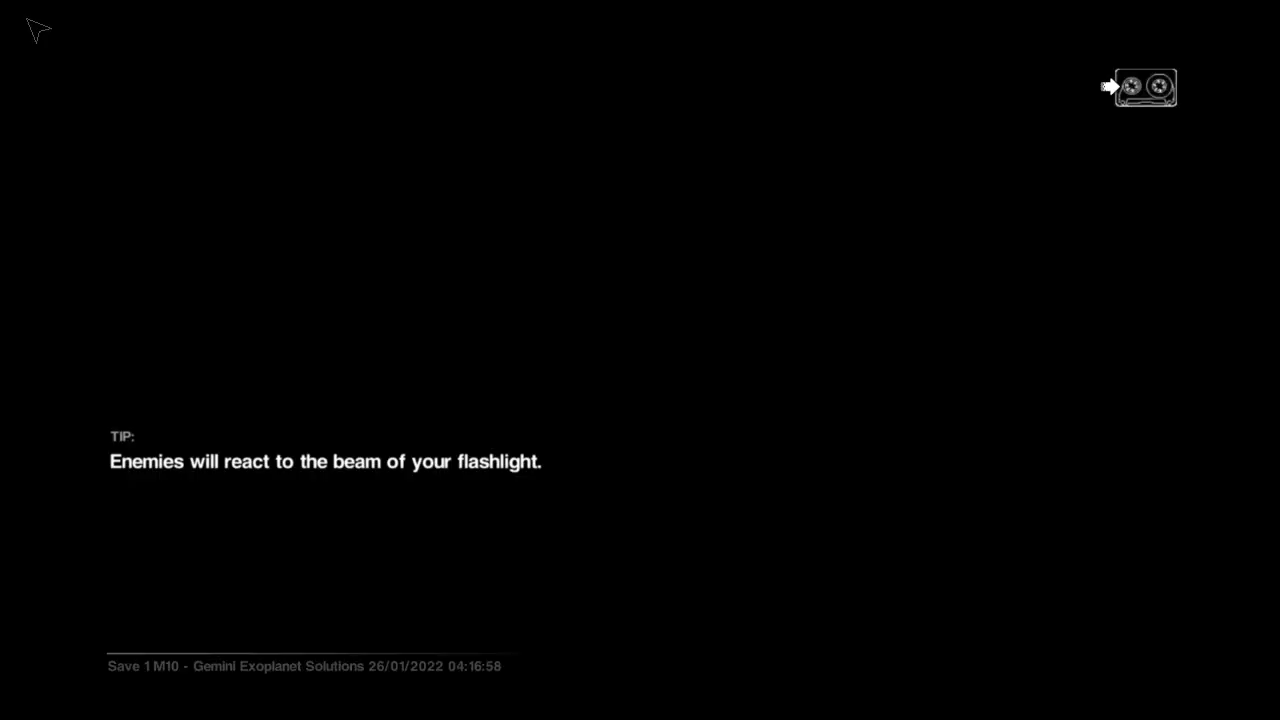 TIP:
Enemies will react to the beam of your flashlight.
Save 1 M10 - Gemini Exoplanet Solutions 26/01/2022 04:16:58